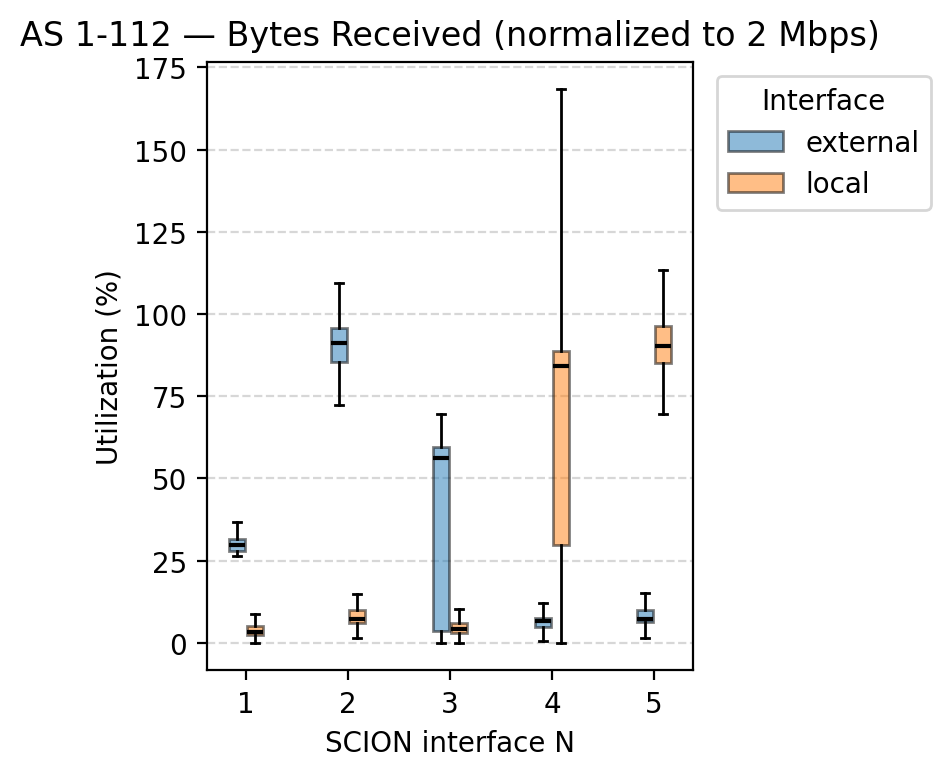 AS 1-112 — Bytes Received (normalized to 2 Mbps)
175
150
125
100
75
50
25
0
Utilization (%)
1 2 3 4 5
SCION interface N
Interface
external
local